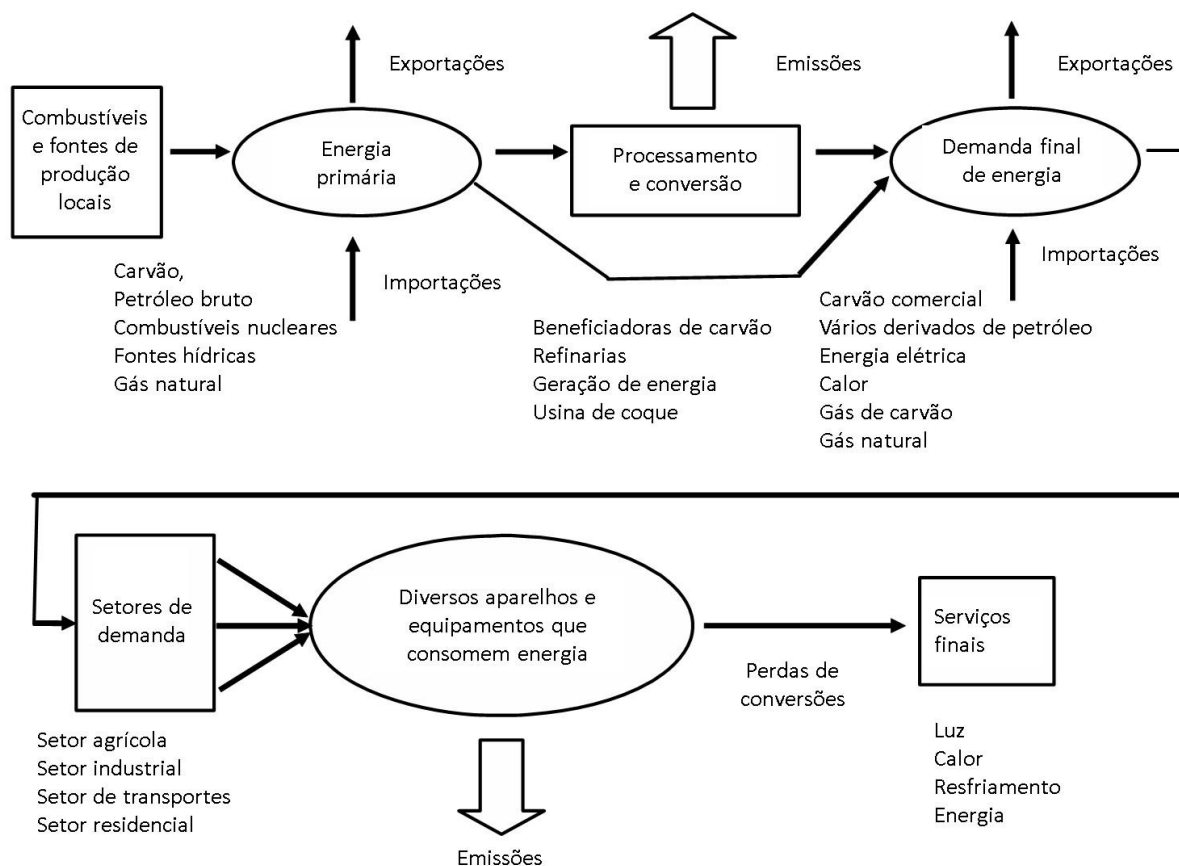 Exportações
Emissões
Exportações
Combustíveis
e fontes de
produção
locais
Energia
primária
Processamento
e conversão
Demanda final
de energia
Carvão,
Petróleo bruto
Combustíveis nucleares
Fontes hídricas
Gás natural
Importações
Beneficiadoras de carvão
Refinarias
Geração de energia
Usina de coque
Importações
Carvão comercial
Vários derivados de petróleo
Energia elétrica
Calor
Gás de carvão
Gás natural
Setores de
demanda
Diversos aparelhos e
equipamentos que
consomem energia
Perdas de
conversões
Serviços
finais
Setor agrícola
Setor industrial
Setor de transportes
Setor residencial
Luz
Calor
Resfriamento
Energia
Emissões